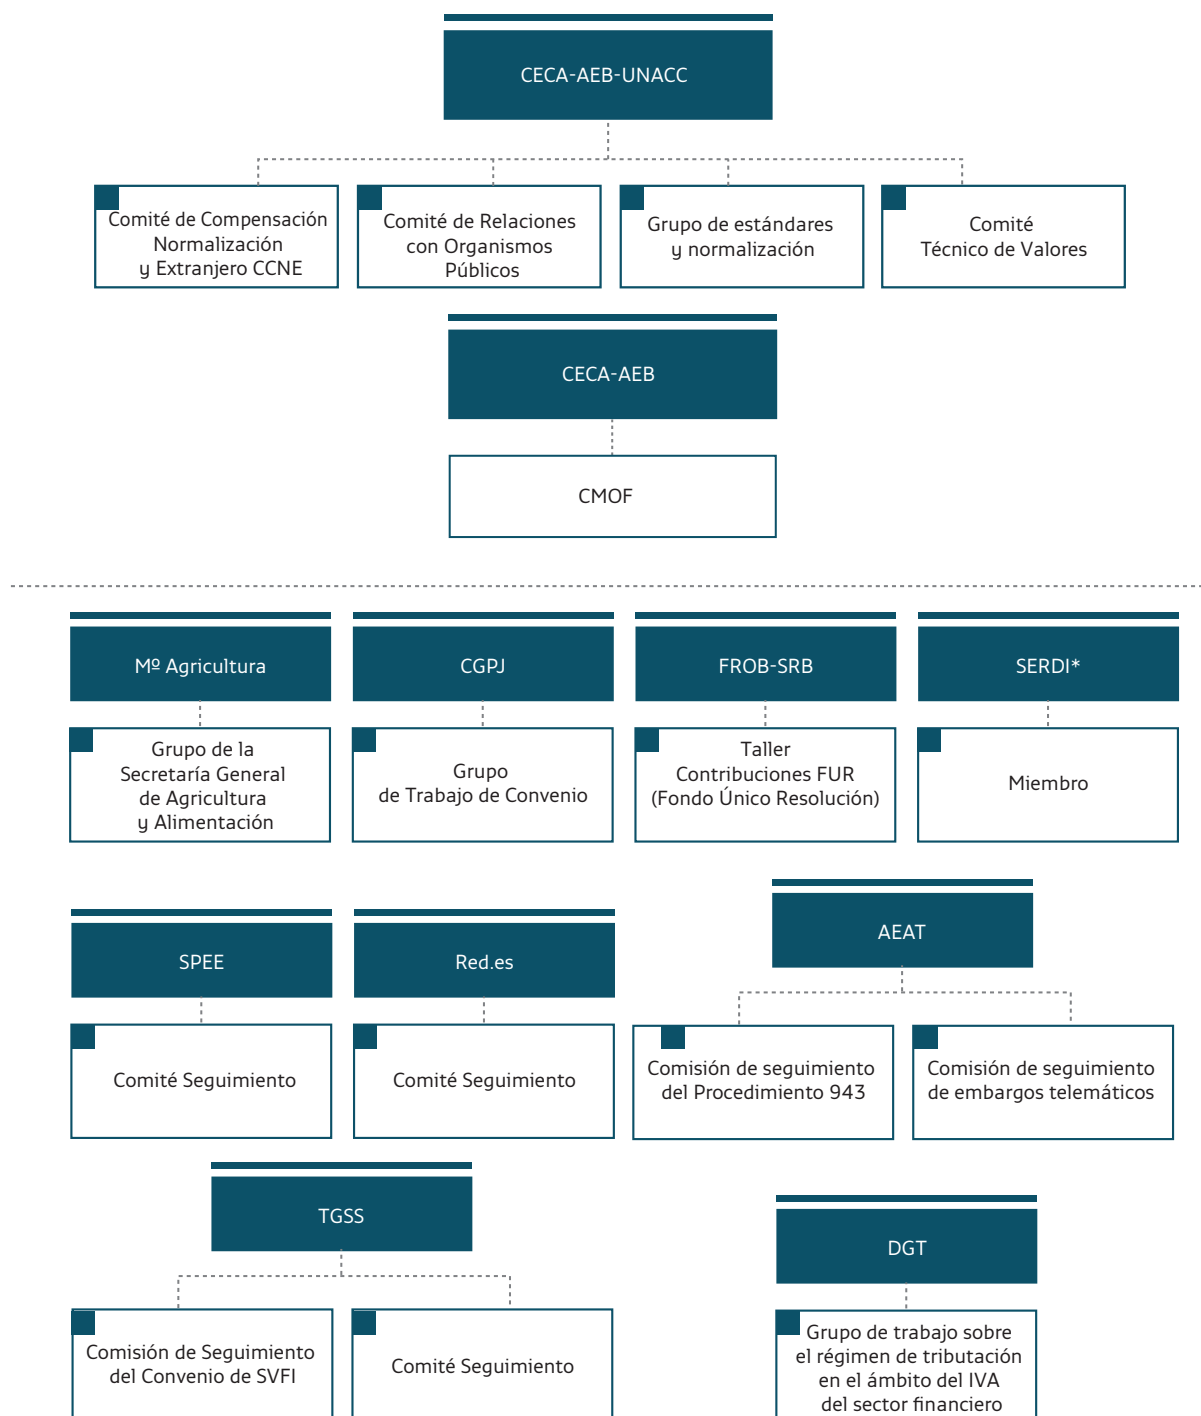 CECA-AEB-UNACC
Comité de Compensación
Normalización
y Extranjero CCNE
Comité de Relaciones
con Organismos
Públicos
Grupo de estándares
y normalización
Comité
Técnico de Valores
CECA-AEB
CMOF
Mº Agricultura
Grupo de la
Secretaría General
de Agricultura
y Alimentación
CGPJ
Grupo
de Trabajo de Convenio
FROB-SRB
Taller
Contribuciones FUR
(Fondo Único Resolución)
SERDI*
Miembro
SPEE
Comité Seguimiento
Red.es
Comité Seguimiento
AEAT
Comisión de seguimiento
del Procedimiento 943
Comisión de seguimiento
de embargos telemáticos
TGSS
Comisión de Seguimiento
del Convenio de SVFI
Comité Seguimiento
DGT
Grupo de trabajo sobre
el régimen de tributación
en el ámbito del IVA
del sector financiero